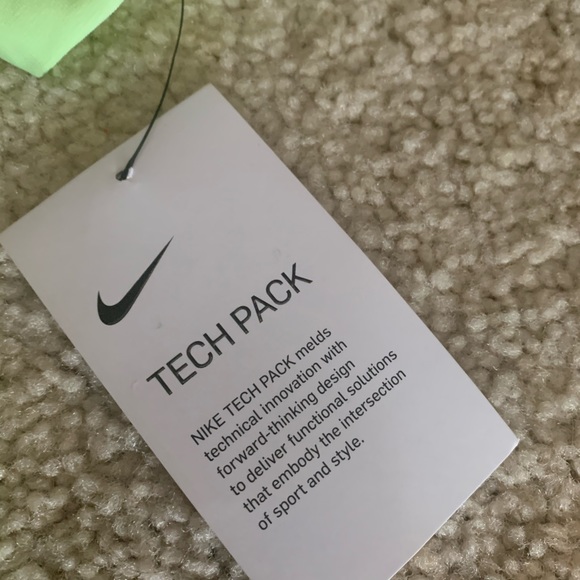 TECH PACK
NIKE TECH PACK melds
technical innovation with
forward-thinking design
to deliver functional solutions
that embody the intersection
of sport and style.